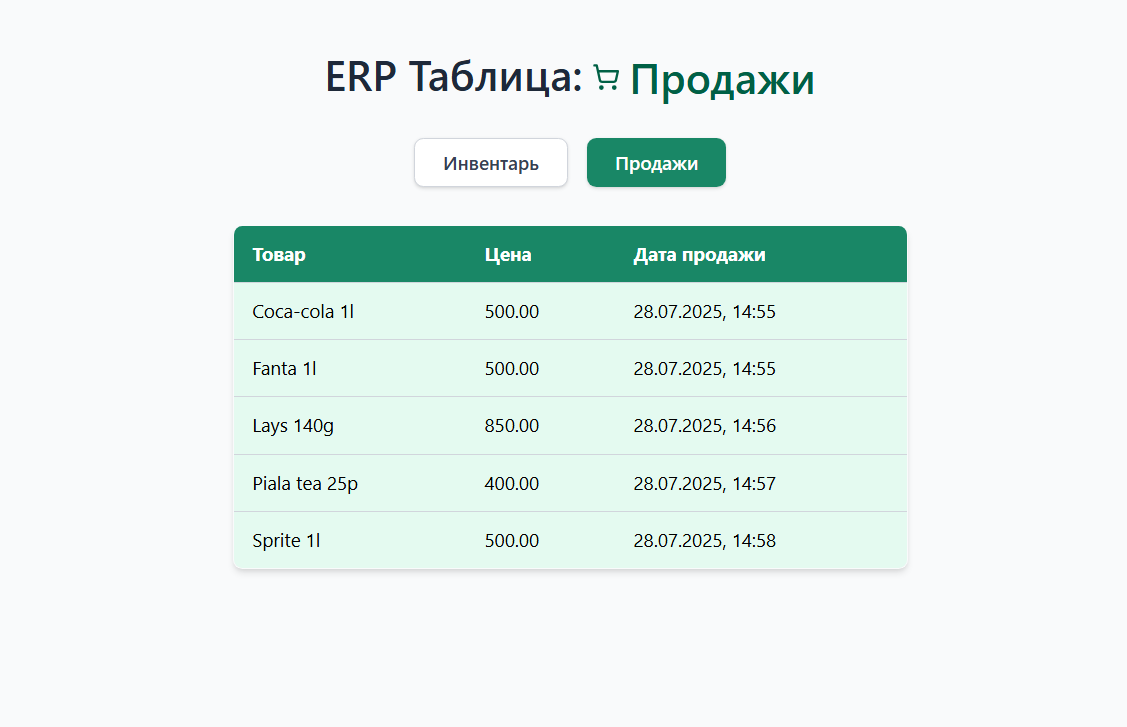 ERP Таблица: Продажи
Инвентарь Продажи
Товар Цена Дата продажи
Coca-cola 1l 500.00 28.07.2025, 14:55
Fanta 1l 500.00 28.07.2025, 14:55
Lays 140g 850.00 28.07.2025, 14:56
Piala tea 25p 400.00 28.07.2025, 14:57
Sprite 1l 500.00 28.07.2025, 14:58